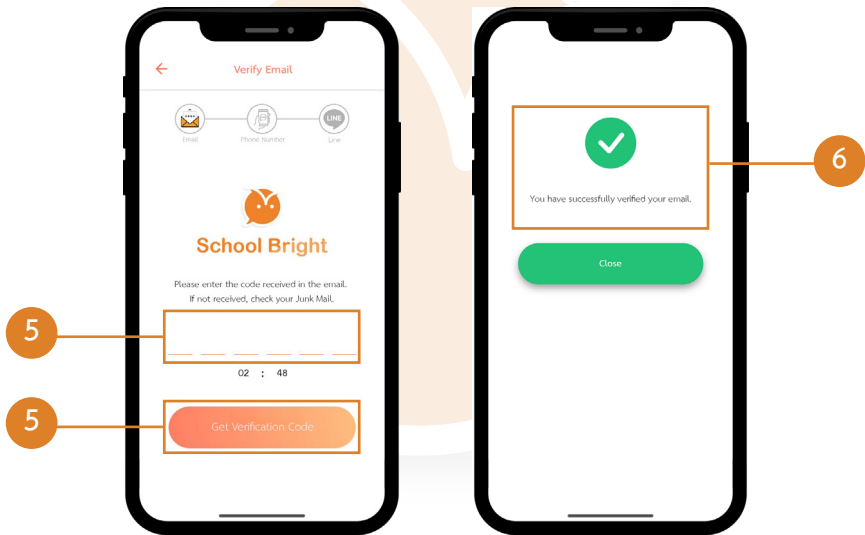 Verify Email
LINE
Email
Phone Number
Line
School Bright
Please enter the code received in the email.
If not received, check your Junk Mail.
5
02 : 48
5
Get Verification Code
You have successfully verified your email.
6
Close